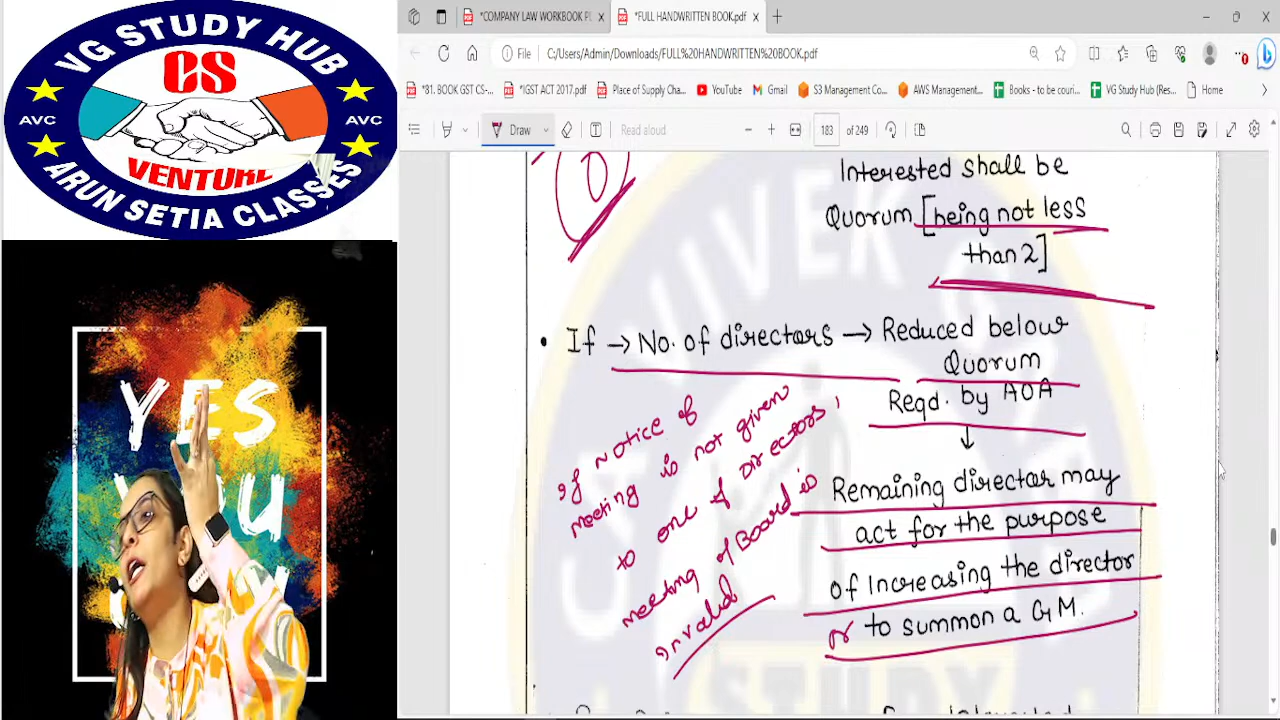 VG STUDY HUB
CS
AVC
AVC
VENTURE
ARUN SETIA CLASSES
YES
YOU
*COMPANY LAW WORKBOOK PD
*FULL HANDWRITTEN BOOK.pdf
File
C:/Users/Admin/Downloads/FULL%20HANDWRITTEN%20BOOK.pdf
*81. BOOK GST CS-...
*IGST ACT 2017.pdf
Place of Supply Cha...
YouTube
Gmail
S3 Management Co...
AWS Management...
Books - to be couri...
VG Study Hub (Res...
Home
Draw
Read aloud
183 of 249
Interested shall be
Quorum [being not less
than 2]
• If → No. of directors → Reduced below
Quorum
Reqd. by AOA
↓
Remaining director may
act for the purpose
of Increasing the director
or to summon a GM.
If Notice of
meeting is not given
to one of Directors,
meeting of Board is
invalid
STUDY